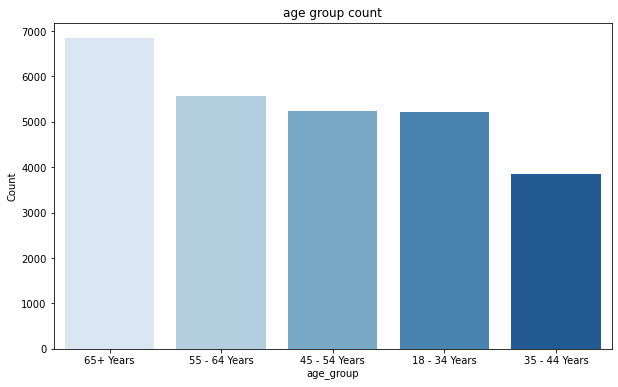 age group count
7000
6000
5000
4000
3000
2000
1000
0
Count
65+ Years
55 - 64 Years
45 - 54 Years
18 - 34 Years
35 - 44 Years
age_group